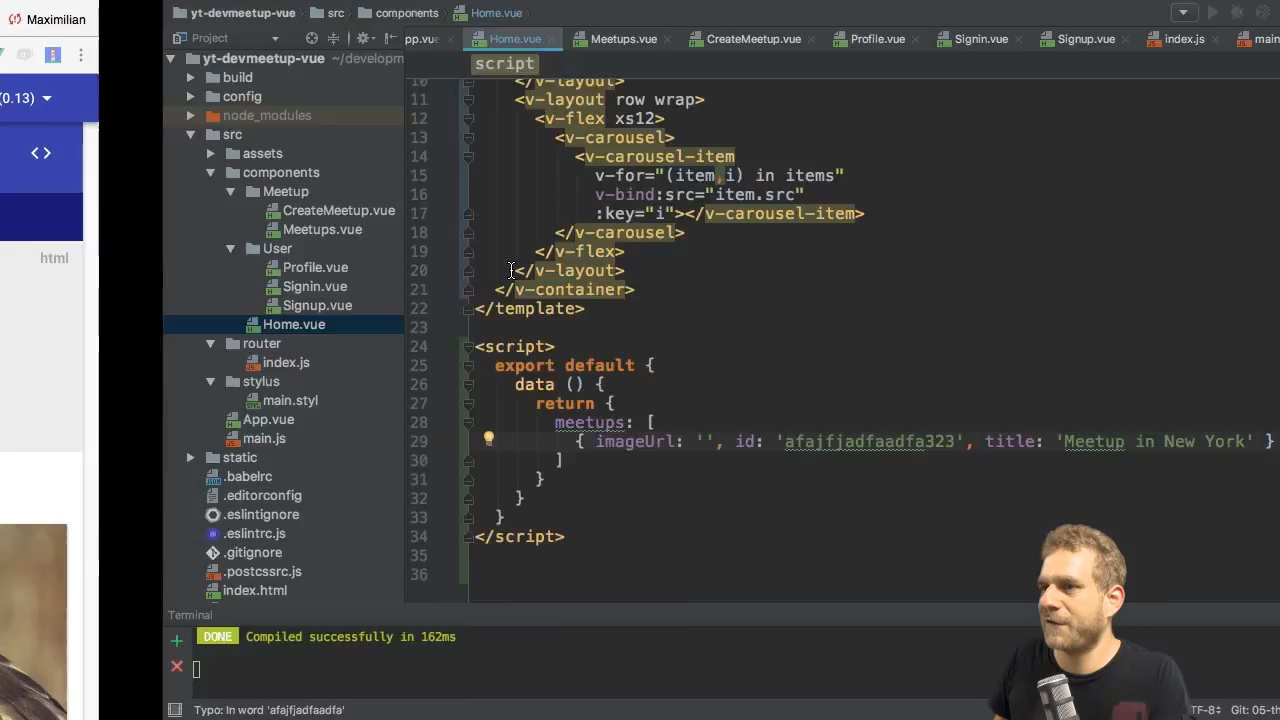 Maximilian
(0.13)
html
yt-devmeetup-vue src components Home.vue
Project
pp.vue Home.vue Meetups.vue CreateMeetup.vue Profile.vue Signin.vue Signup.vue index.js main
yt-devmeetup-vue ~/developm
build
config
node_modules
src
assets
components
Meetup
CreateMeetup.vue
Meetups.vue
User
Profile.vue
Signin.vue
Signup.vue
Home.vue
router
index.js
stylus
main.styl
App.vue
main.js
static
.babelrc
.editorconfig
.eslintignore
.eslintrc.js
.gitignore
.postcssrc.js
index.html
script
10 </v-layout>
11 <v-layout row wrap>
12 <v-flex xs12>
13 <v-carousel>
14 <v-carousel-item
15 v-for="(item,i) in items"
16 v-bind:src="item.src"
17 :key="i"></v-carousel-item>
18 </v-carousel>
19 </v-flex>
20 </v-layout>
21 </v-container>
22 </template>
23
24 <script>
25 export default {
26 data () {
27 return {
28 meetups: [
29 { imageUrl: '', id: 'afajfjadfaadfa323', title: 'Meetup in New York' }
30 ]
31 }
32 }
33 }
34 </script>
35
36
Terminal
DONE Compiled successfully in 162ms
Typo: In word 'afajfjadfaadfa'
TF-8 Git: 05-th